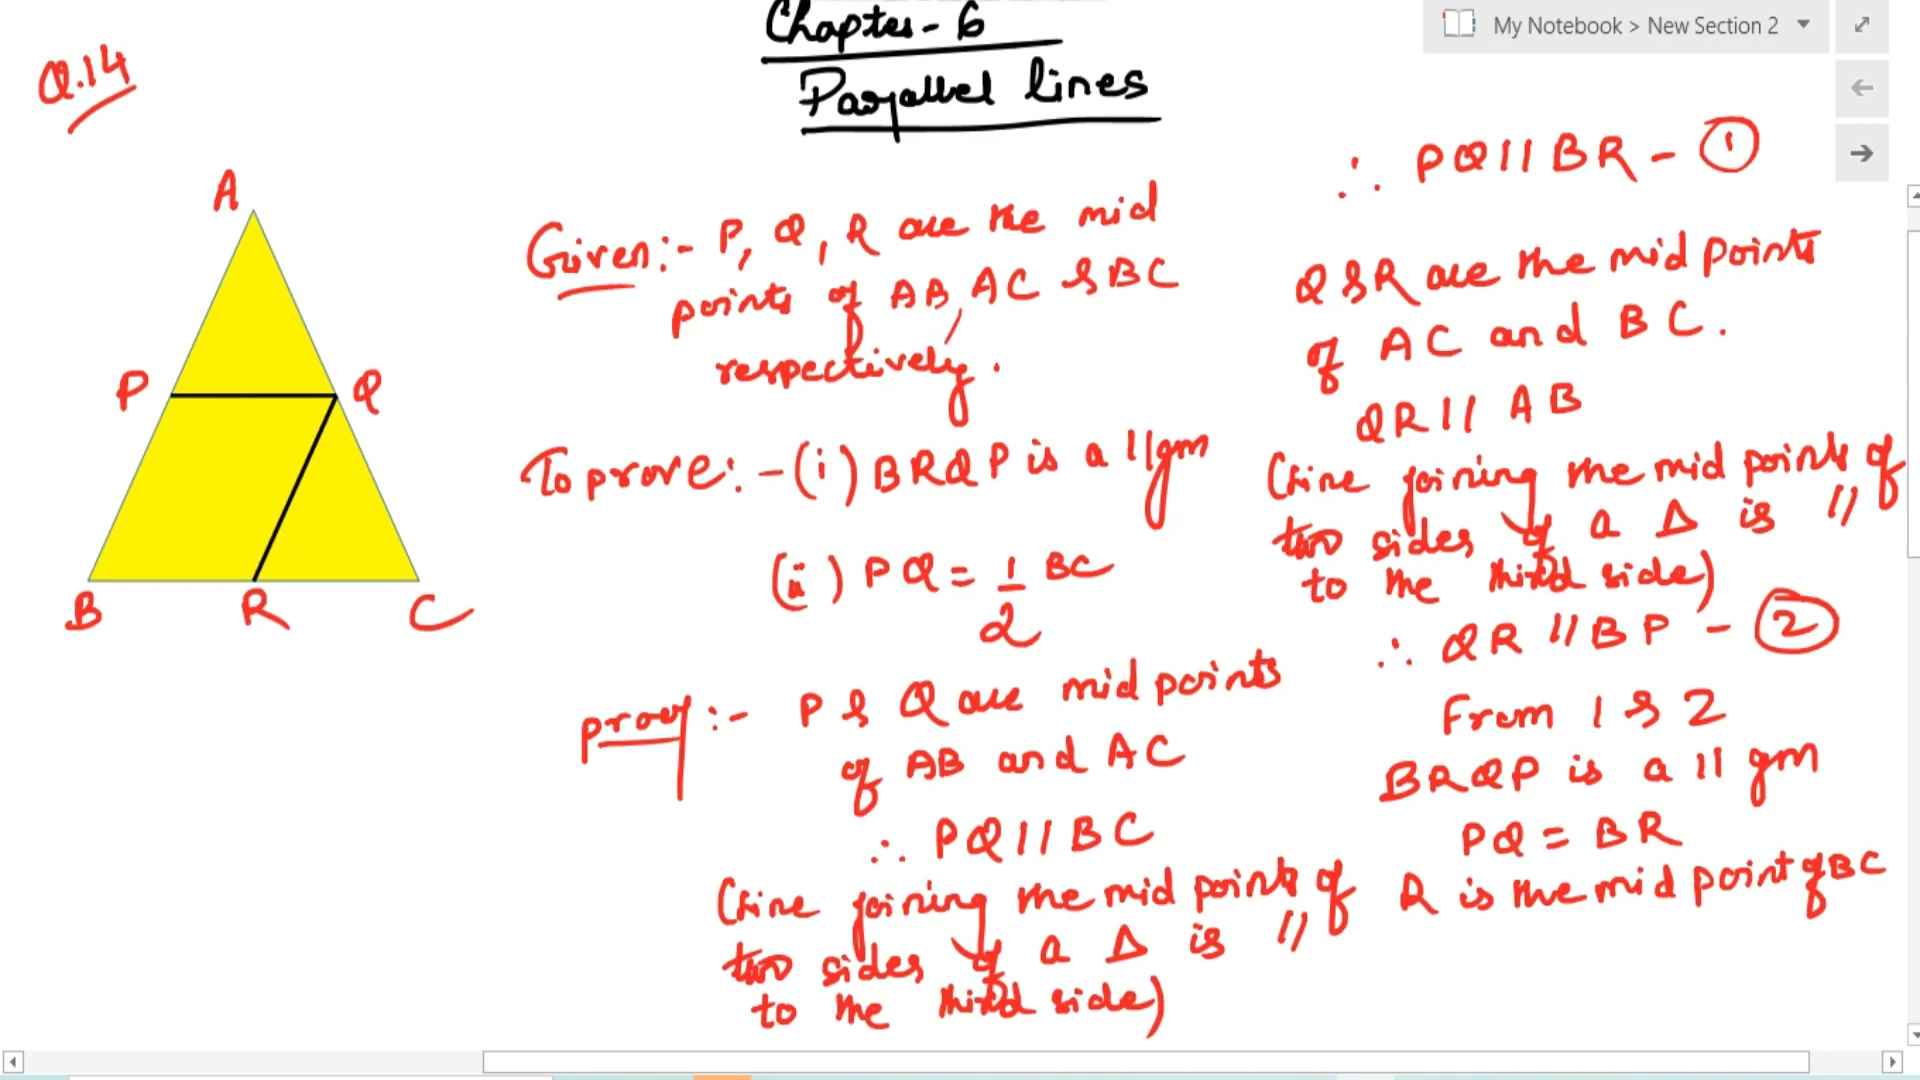 Chapter - 6
Parallel lines
My Notebook > New Section 2
Q.14
A
P
Q
B
R
C
Given:- P, Q, R are the mid
points of AB, AC & BC
respectively.
To prove:- (i) BRQP is a ||gm
(ii) PQ = 1/2 BC
proof:- P & Q are mid points
of AB and AC
∴ PQ || BC
(Line joining the mid points of
two sides of a Δ is //
to the third side)
∴ PQ || BR - ①
Q & R are the mid points
of AC and BC.
QR || AB
(Line joining the mid points of
two sides of a Δ is //
to the third side)
∴ QR || BP - ②
From 1 & 2
BRQP is a || gm
PQ = BR
R is the mid point of BC